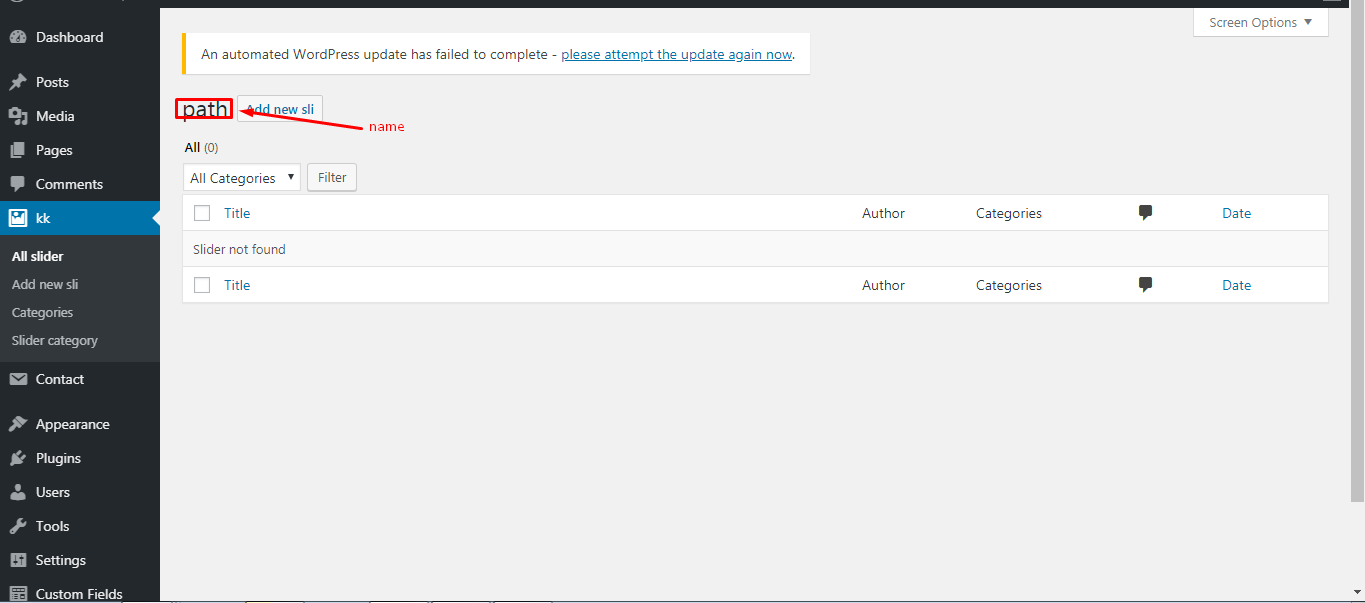 Screen Options
Dashboard
Posts
Media
Pages
Comments
kk
All slider
Add new sli
Categories
Slider category
Contact
Appearance
Plugins
Users
Tools
Settings
Custom Fields
An automated WordPress update has failed to complete - please attempt the update again now.
path Add new sli
name
All (0)
All Categories Filter
Title Author Categories Date
Slider not found
Title Author Categories Date